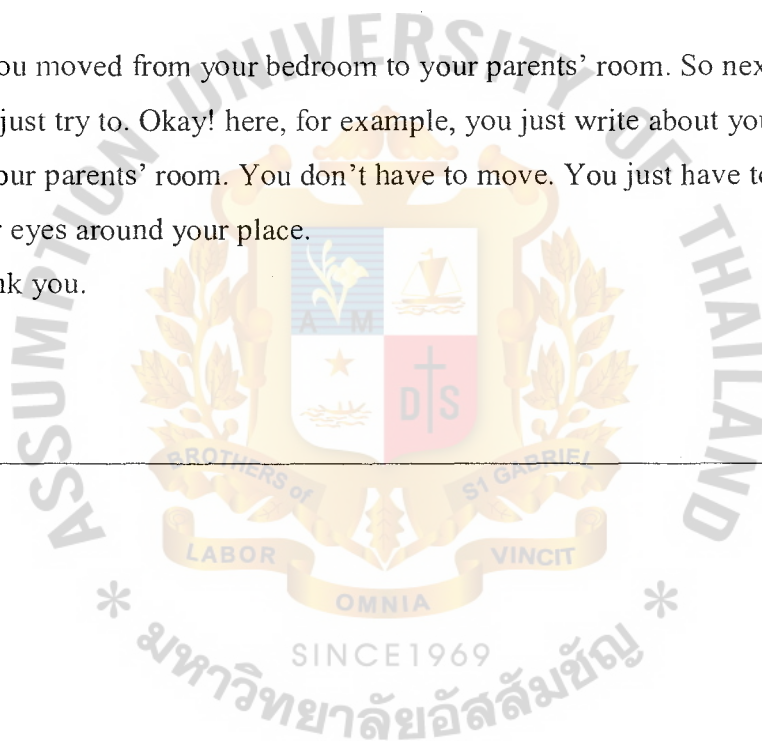 ou moved from your bedroom to your parents’ room. So nex
just try to. Okay! here, for example, you just write about you
our parents’ room. You don’t have to move. You just have to
r eyes around your place.
nk you.
ASSUMPTION UNIVERSITY OF THAILAND
A M
D S
BROTHERS of ST GABRIEL
LABOR OMNIA VINCIT
SINCE1969
* มหาวิทยาลัยอัสสัมชัญ *